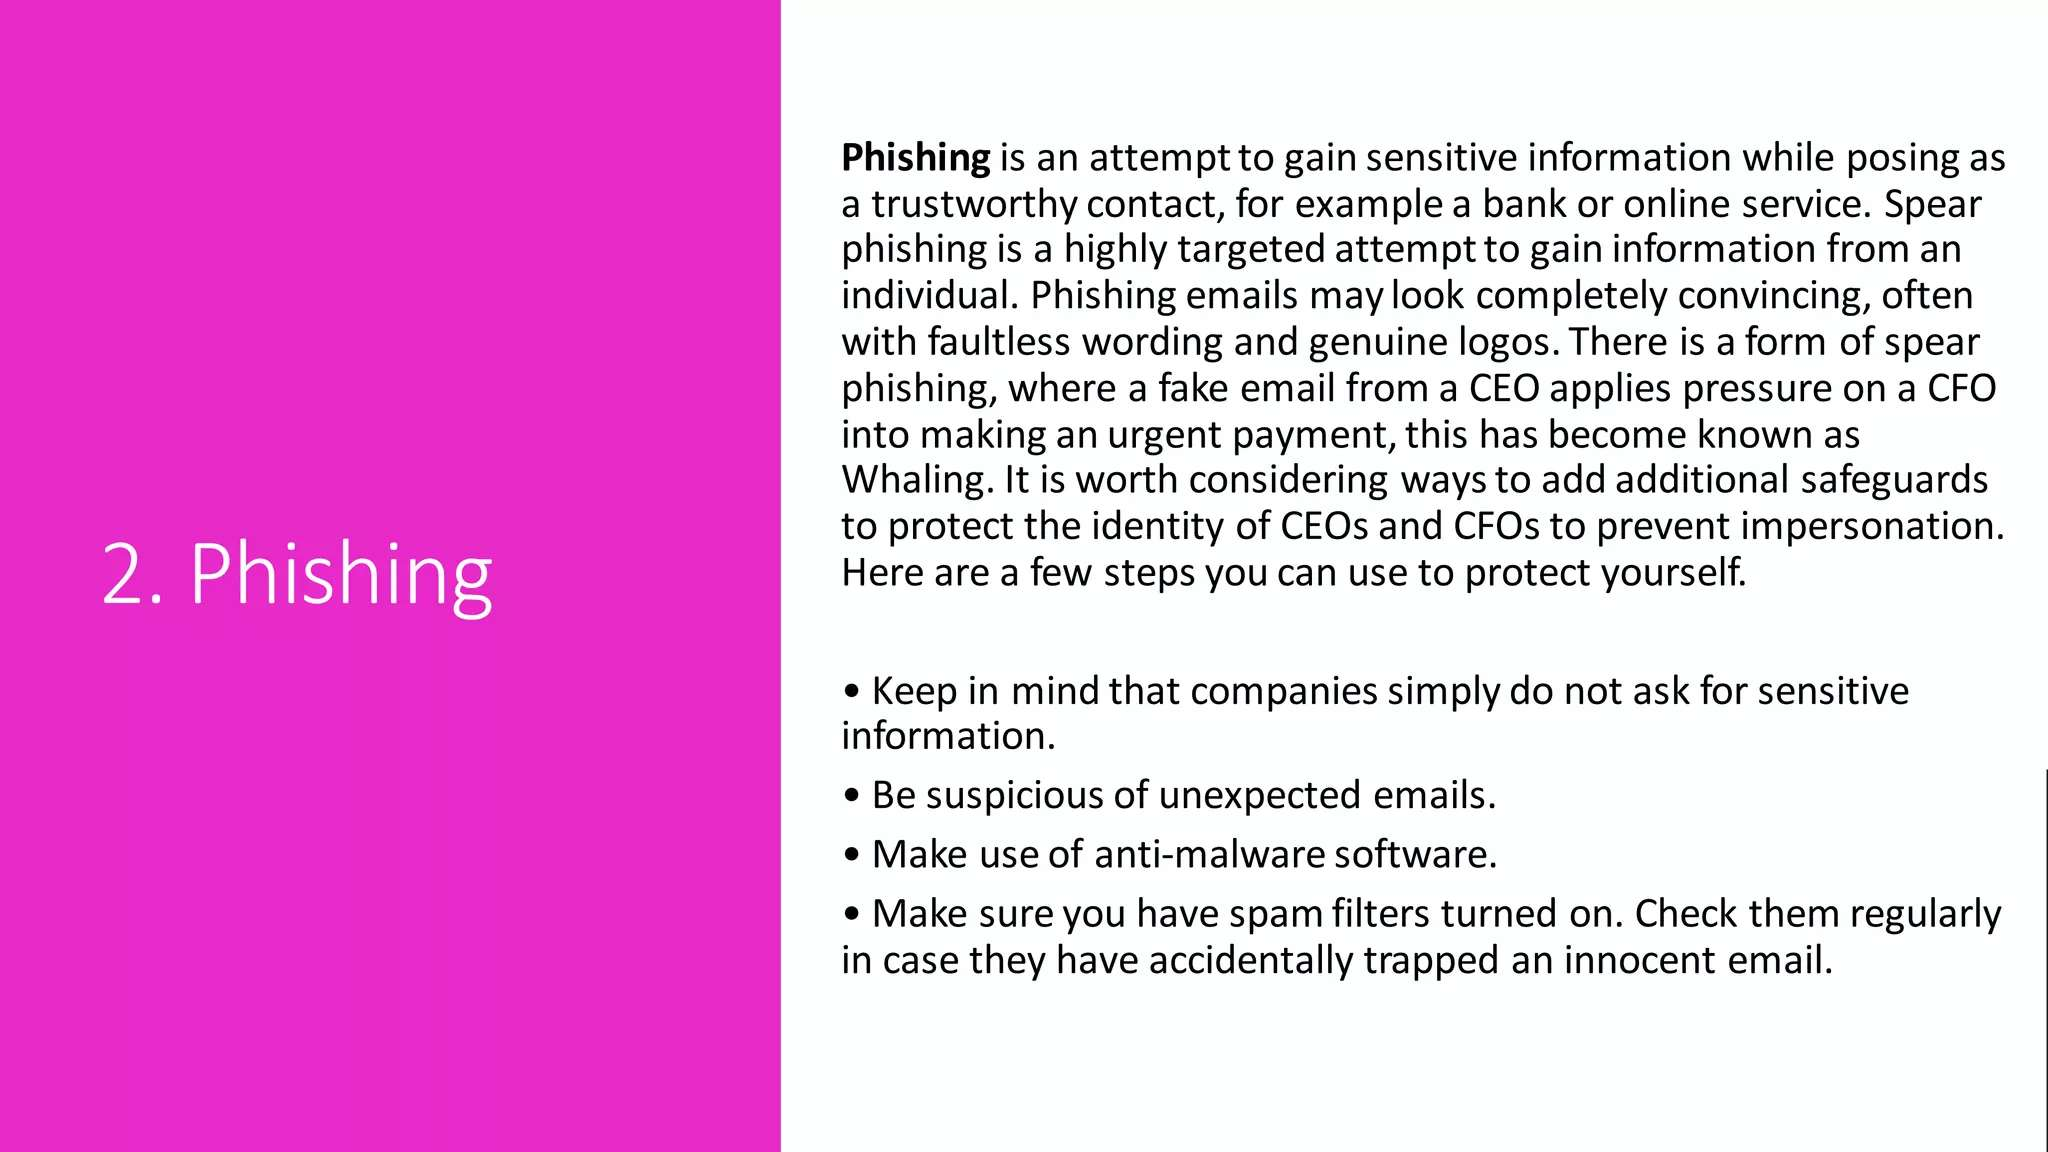 2. Phishing
Phishing is an attempt to gain sensitive information while posing as
a trustworthy contact, for example a bank or online service. Spear
phishing is a highly targeted attempt to gain information from an
individual. Phishing emails may look completely convincing, often
with faultless wording and genuine logos. There is a form of spear
phishing, where a fake email from a CEO applies pressure on a CFO
into making an urgent payment, this has become known as
Whaling. It is worth considering ways to add additional safeguards
to protect the identity of CEOs and CFOs to prevent impersonation.
Here are a few steps you can use to protect yourself.
• Keep in mind that companies simply do not ask for sensitive
information.
• Be suspicious of unexpected emails.
• Make use of anti-malware software.
• Make sure you have spam filters turned on. Check them regularly
in case they have accidentally trapped an innocent email.